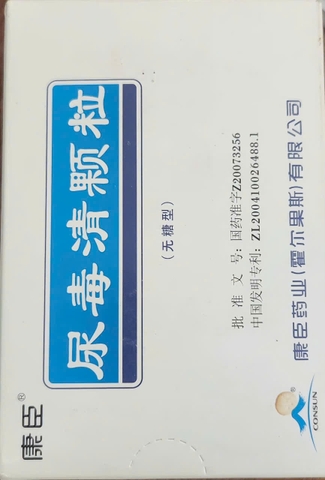 康臣®
尿毒清颗粒
(无糖型)
批准文号:国药准字Z20073256
中国发明专利:ZL200410026488.1
康臣药业(霍尔果斯)有限公司
®
CONSUN